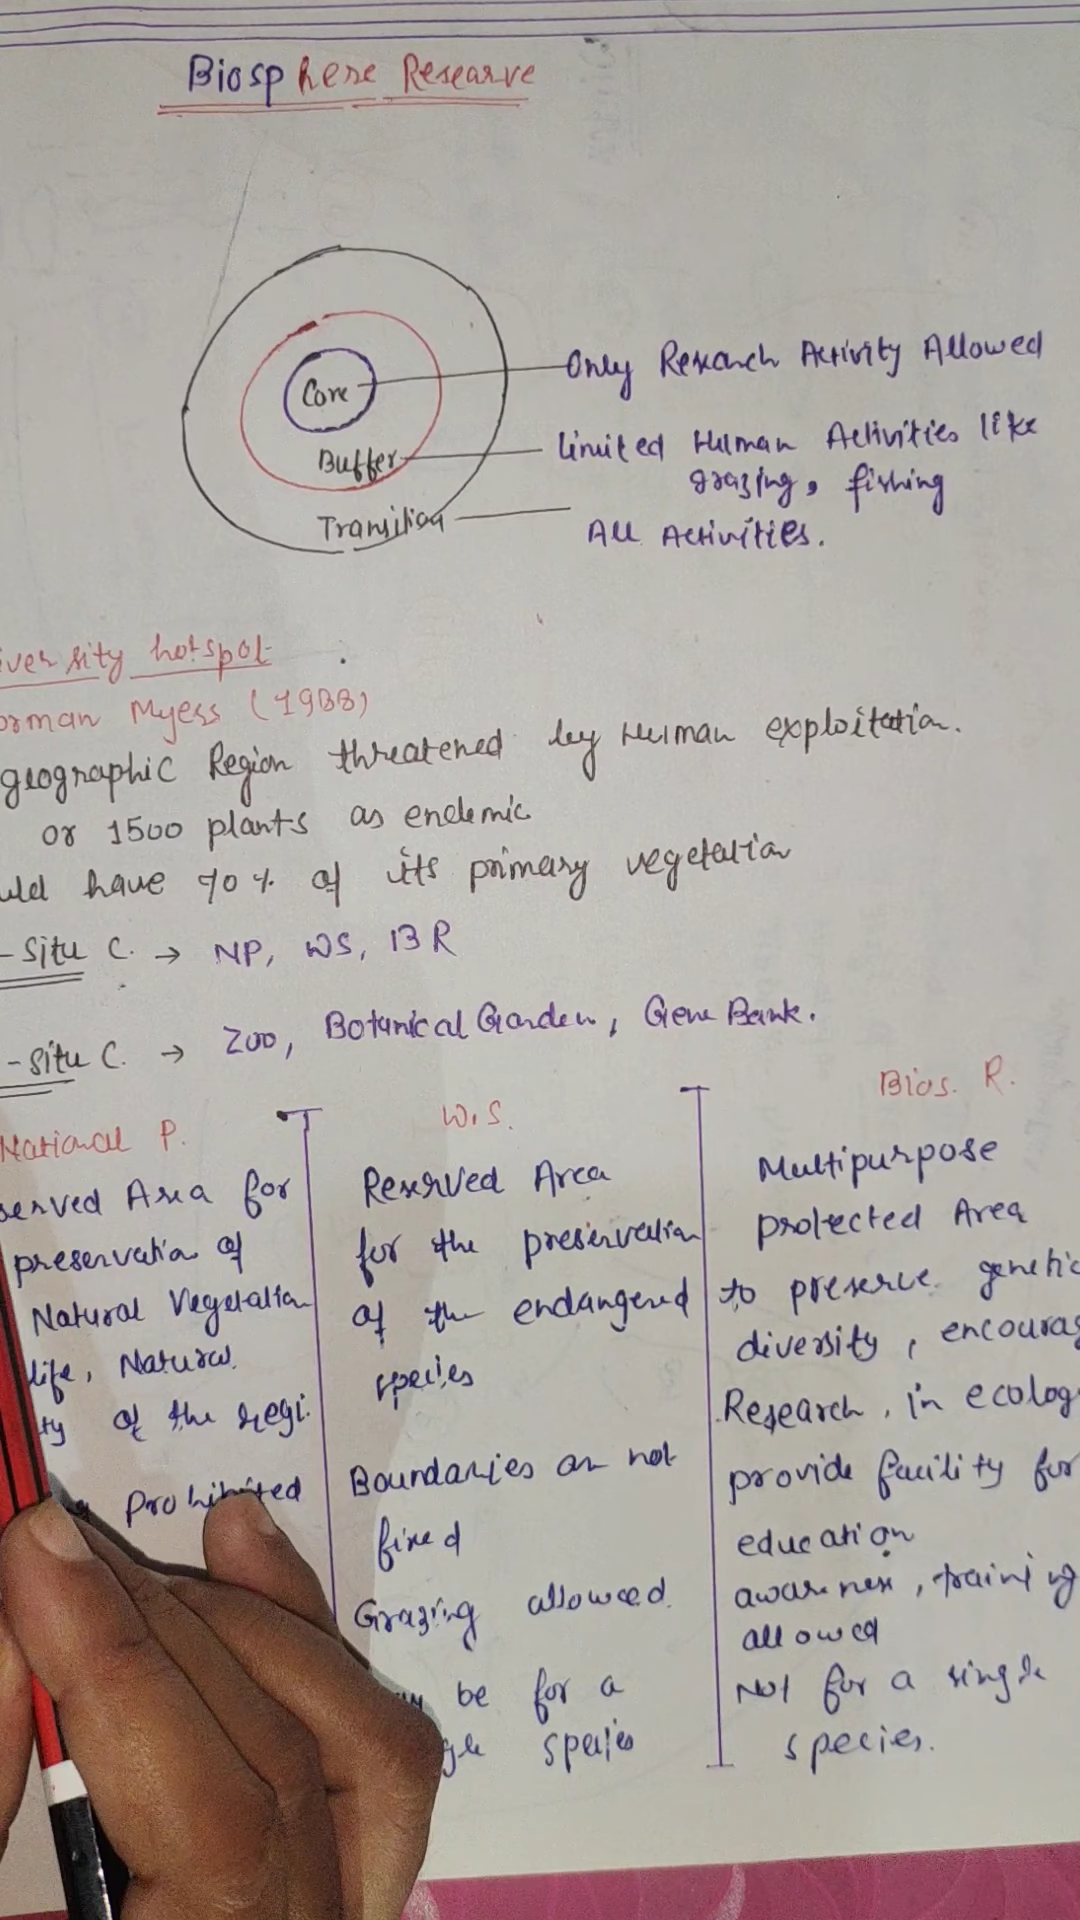 Biosphere Researve
Core
Only Research Activity Allowed
Buffer
limited Human Activities like
grazing, fishing
Transition
All Activities.
iversity hotspot
orman Myess (1988)
geographic Region threatened by Human exploitation.
or 1500 plants as endemic
uld have 70% of its primary vegetation
-Situ C. → NP, WS, BR
-Situ C. → Zoo, Botanical Garden, Gene Bank.
National P.
served Area for
preservation of
Natural Vegetation
life, Natural
ty of the regi.
Prohibited
W.S.
Reserved Area
for the preservation
of the endangered
species
Boundaries are not
fixed
Grazing allowed.
be for a
gle species
Bios. R.
Multipurpose
protected Area
to preserve genetic
diversity, encourag
Research, in ecolog
provide facility for
education
awareness, training
allowed
Not for a single
species.